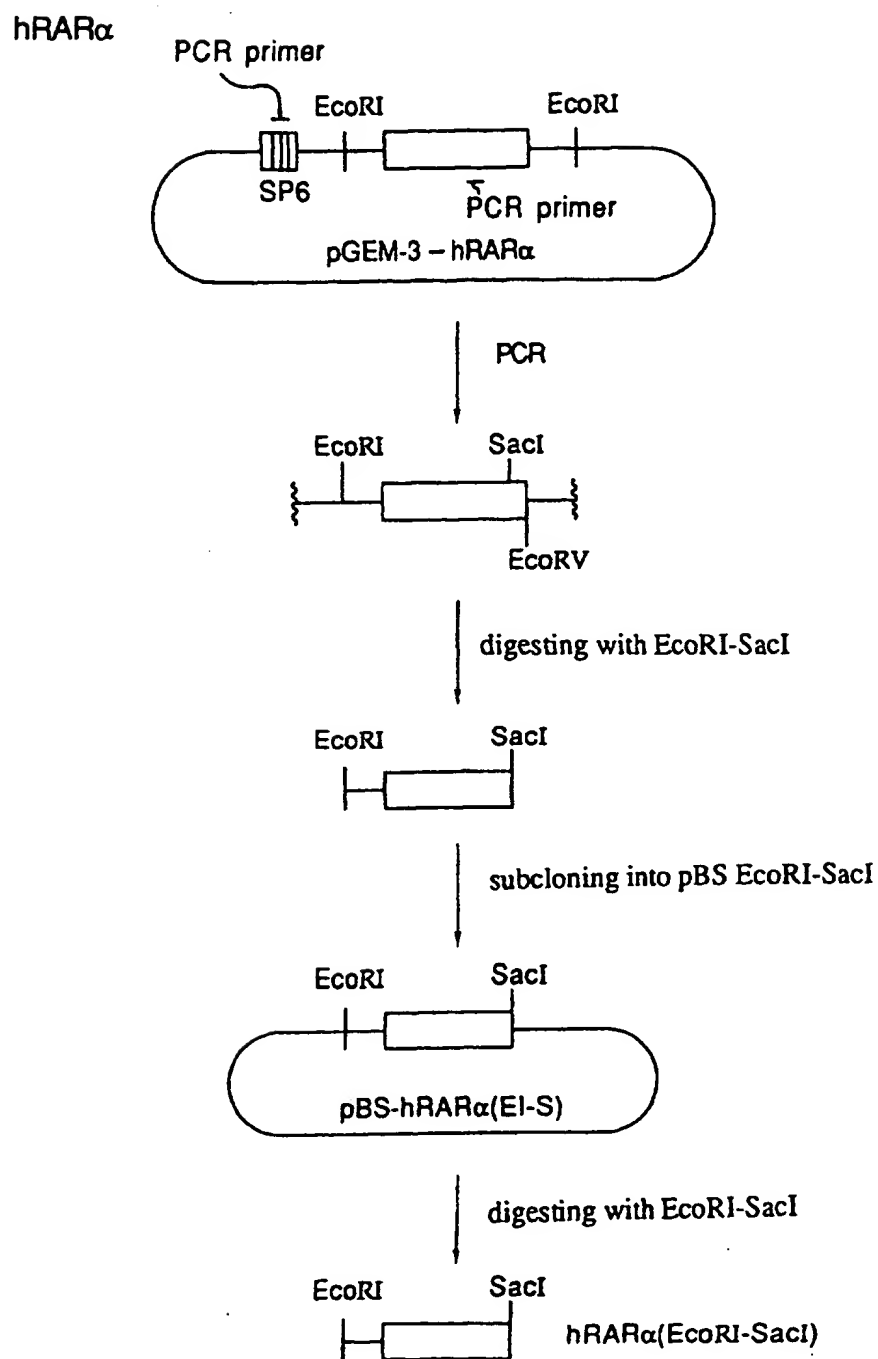 hRARα
PCR primer
EcoRI
EcoRI
SP6
PCR primer
pGEM-3 – hRARα
PCR
EcoRI
SacI
EcoRV
digesting with EcoRI-SacI
EcoRI
SacI
subcloning into pBS EcoRI-SacI
EcoRI
SacI
pBS-hRARα(EI-S)
digesting with EcoRI-SacI
EcoRI
SacI
hRARα(EcoRI-SacI)